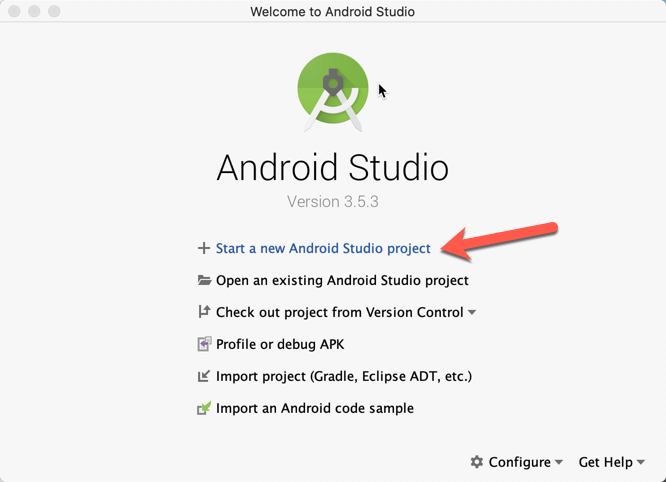 Welcome to Android Studio
Android Studio
Version 3.5.3
Start a new Android Studio project
Open an existing Android Studio project
Check out project from Version Control
Profile or debug APK
Import project (Gradle, Eclipse ADT, etc.)
Import an Android code sample
Configure Get Help